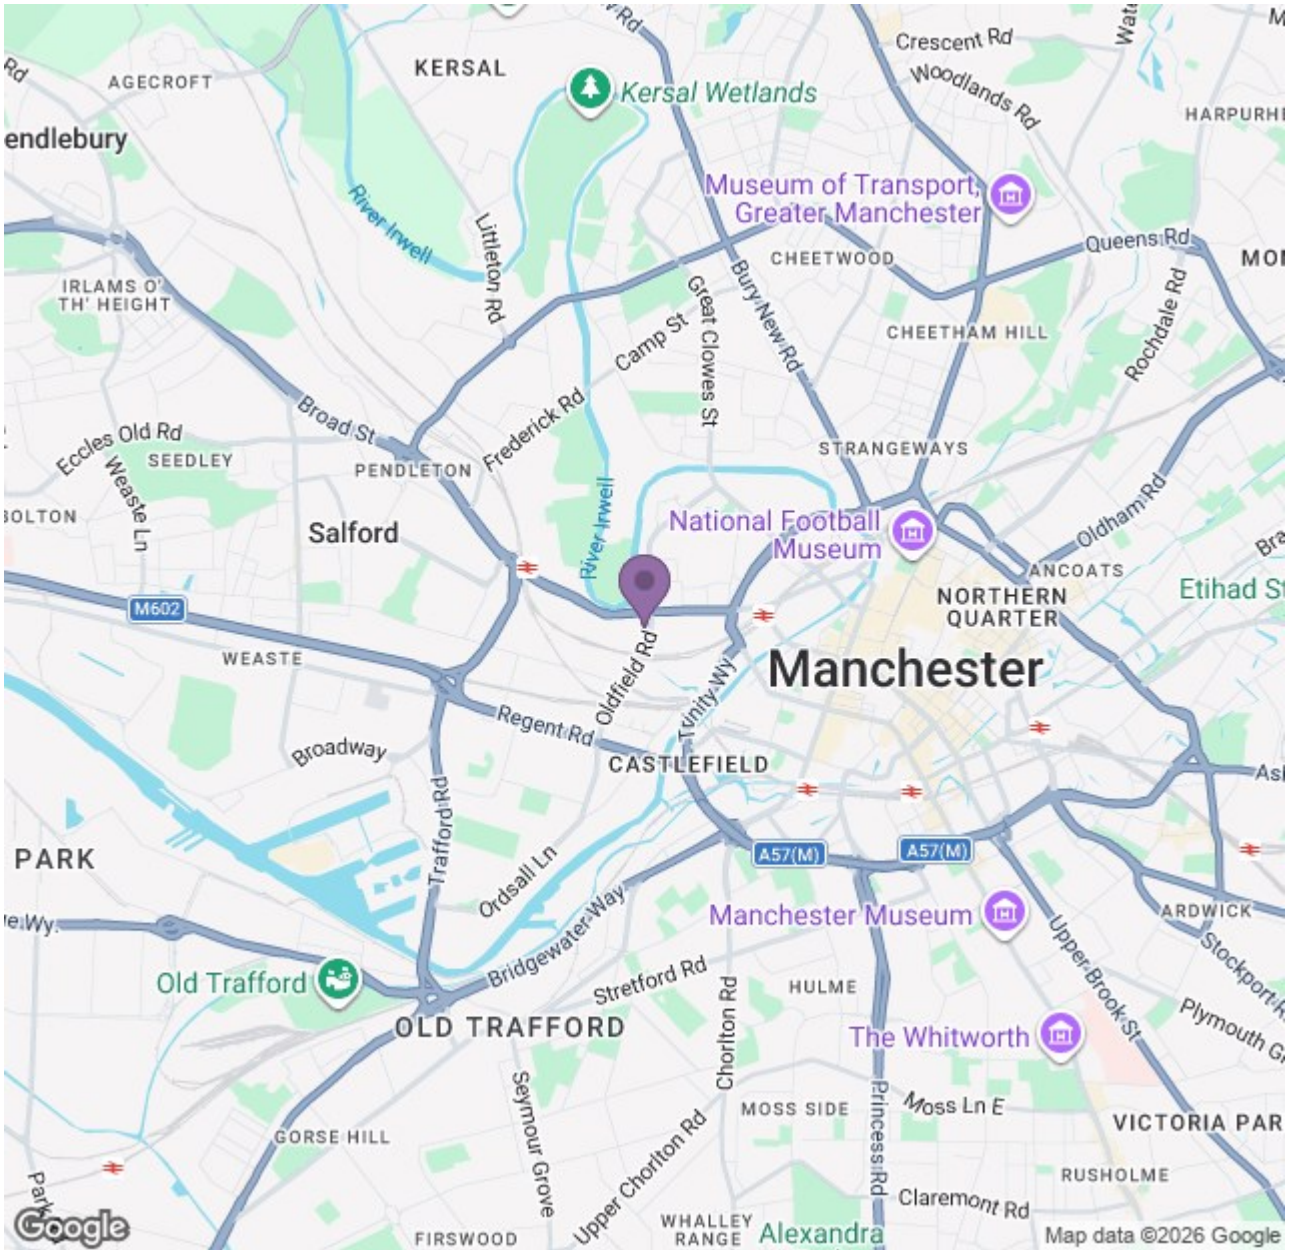 Rd
AGECROFT
KERSAL
Kersal Wetlands
Crescent Rd
Woodlands Rd
HARPURHE
endlebury
Museum of Transport,
Greater Manchester
River Irwell
Littleton Rd
CHEETWOOD
Queens Rd
IRLAMS O'
TH' HEIGHT
Great Clowes St
Bury New Rd
Rochdale Rd
CHEETHAM HILL
Camp St
Frederick Rd
Broad St
Eccles Old Rd
SEEDLEY
Weaste Ln
PENDLETON
STRANGEWAYS
Oldham Rd
Salford
River Irwell
National Football
Museum
ANCOATS
Etihad St
M602
NORTHERN
QUARTER
WEASTE
Oldfield Rd
Trinity Wy
Manchester
Regent Rd
Broadway
CASTLEFIELD
Trafford Rd
PARK
A57(M)
A57(M)
Ordsall Ln
Bridgewater Way
Manchester Museum
ARDWICK
Upper Brook St
Old Trafford
Stretford Rd
HULME
Chorlton Rd
OLD TRAFFORD
The Whitworth
Seymour Grove
MOSS SIDE
Princess Rd
Moss Ln E
VICTORIA PAR
GORSE HILL
Upper Chorlton Rd
RUSHOLME
Claremont Rd
Google
FIRSWOOD
WHALLEY
RANGE
Alexandra
Map data ©2026 Google